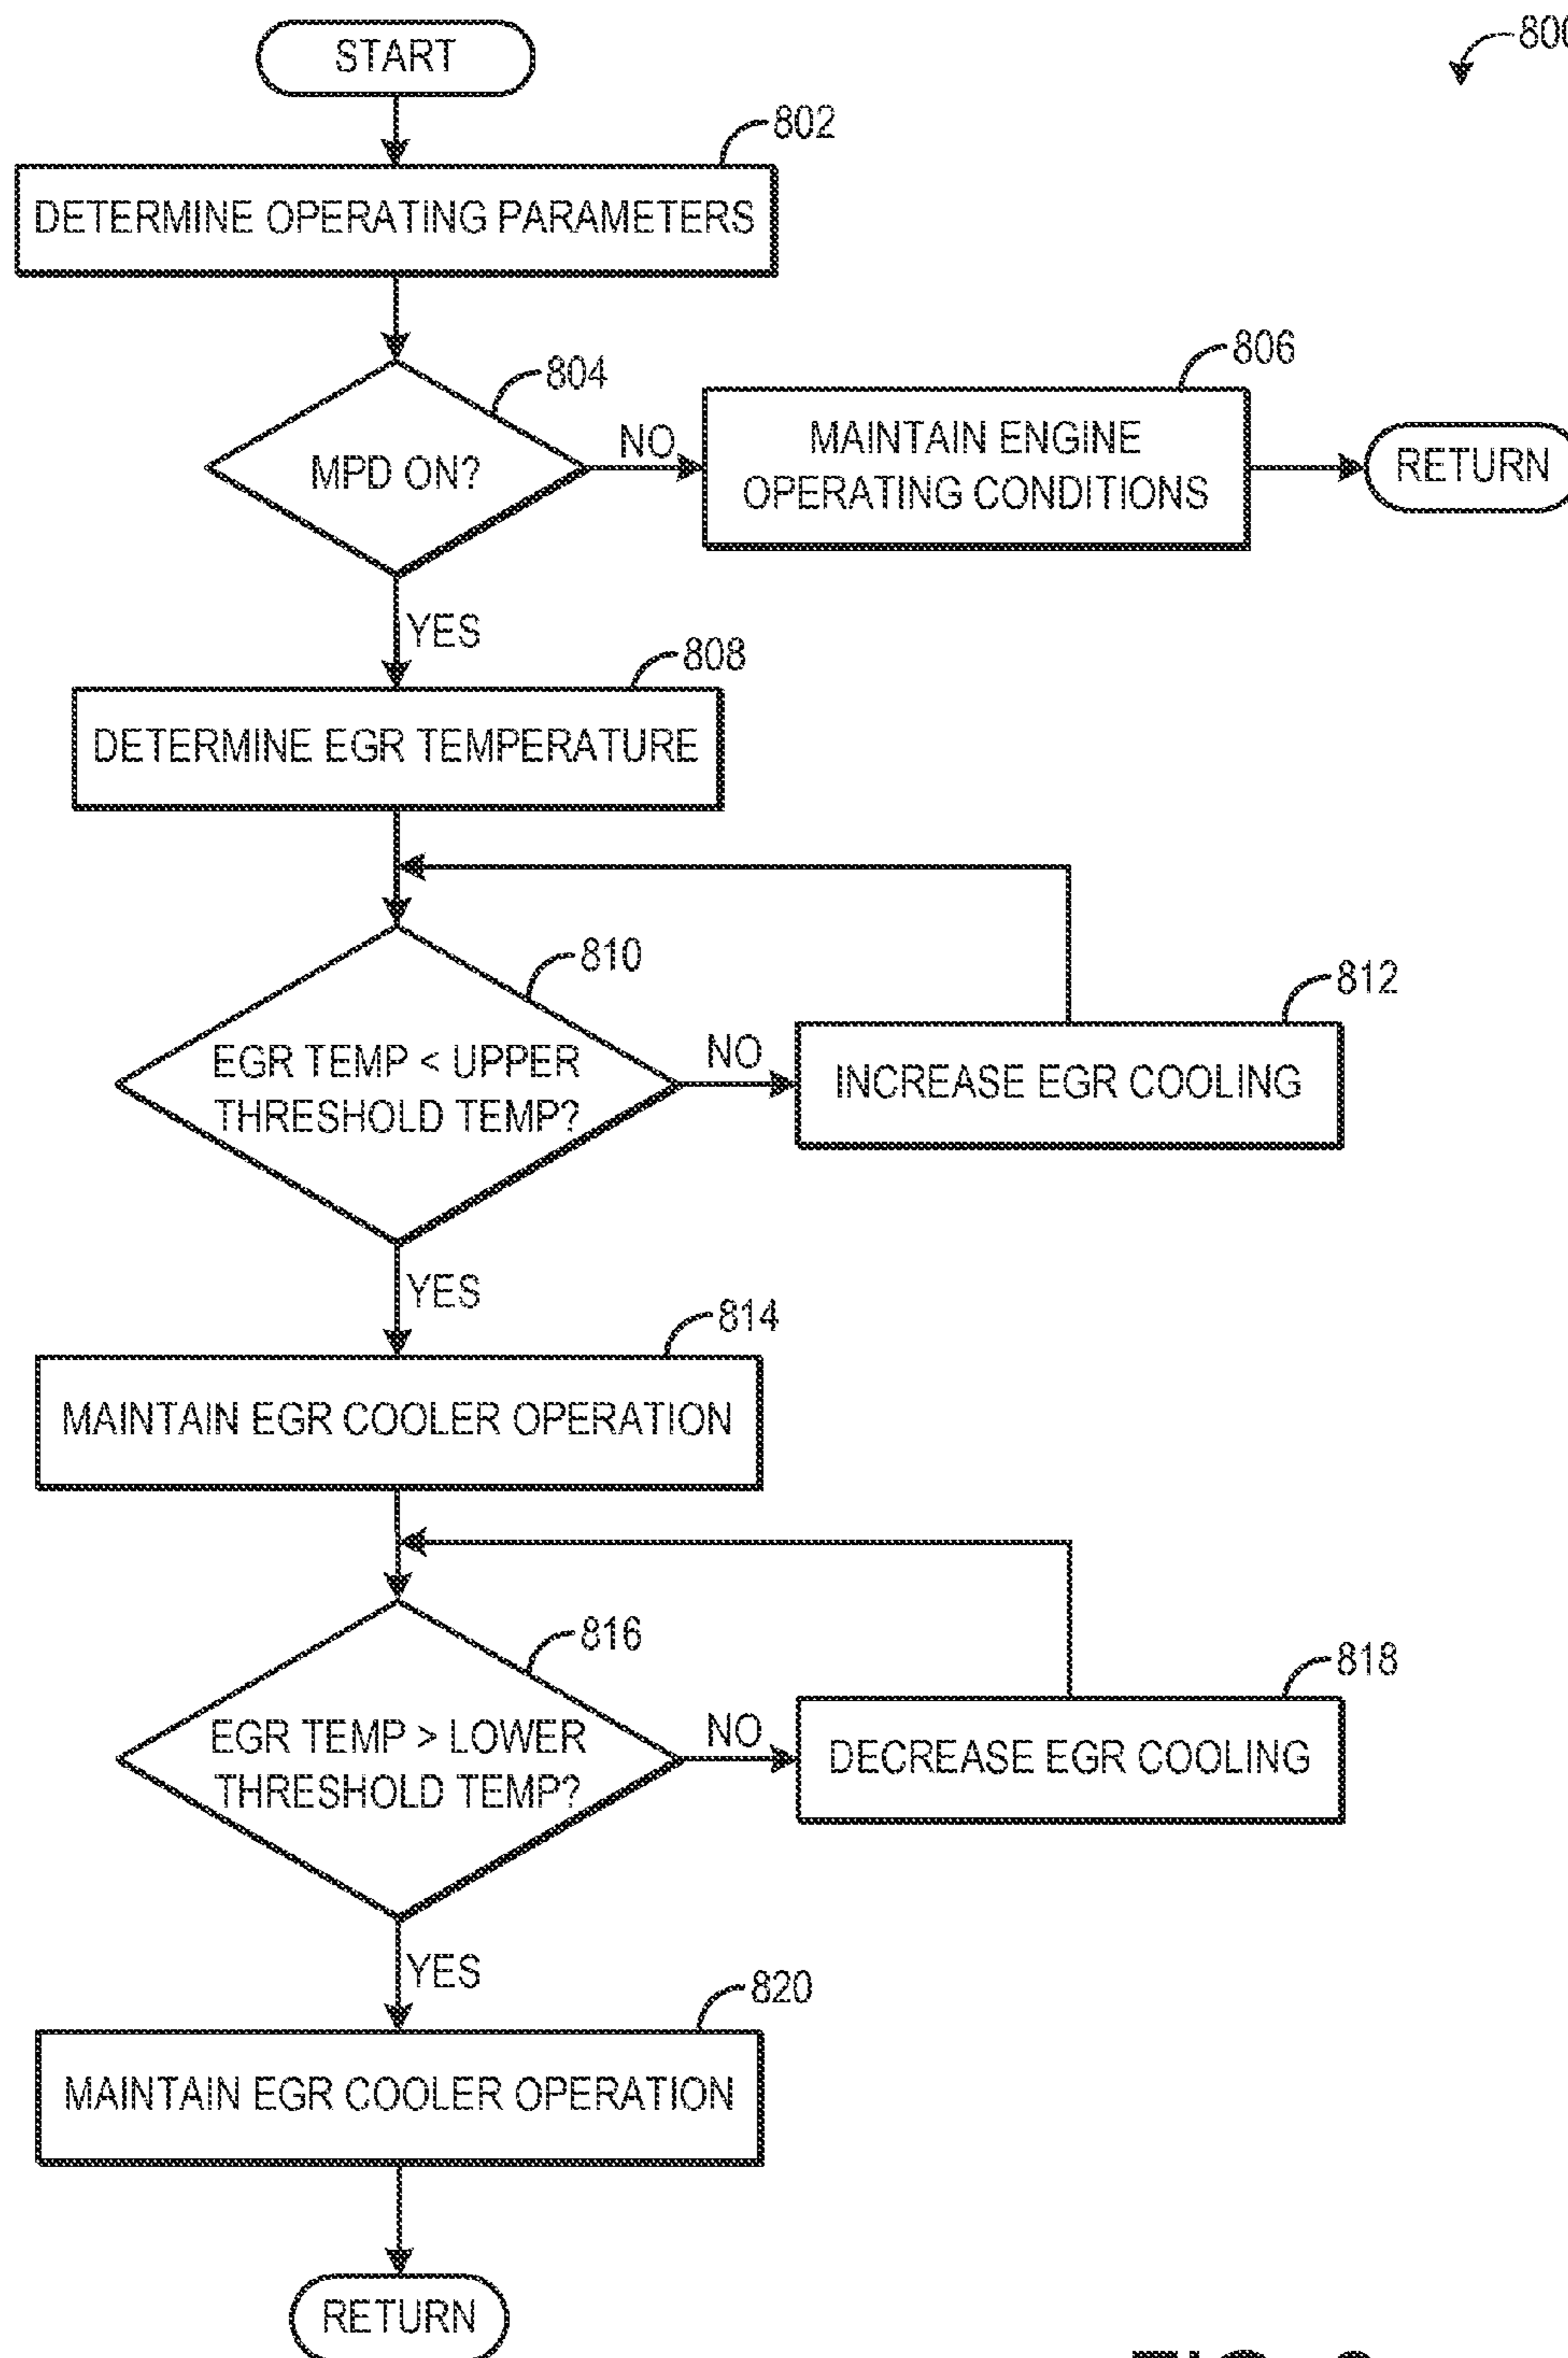 START
802
DETERMINE OPERATING PARAMETERS
804
MPD ON?
NO
806
MAINTAIN ENGINE
OPERATING CONDITIONS
RETURN
YES
808
DETERMINE EGR TEMPERATURE
810
EGR TEMP < UPPER
THRESHOLD TEMP?
NO
812
INCREASE EGR COOLING
YES
814
MAINTAIN EGR COOLER OPERATION
816
EGR TEMP > LOWER
THRESHOLD TEMP?
NO
818
DECREASE EGR COOLING
YES
820
MAINTAIN EGR COOLER OPERATION
RETURN